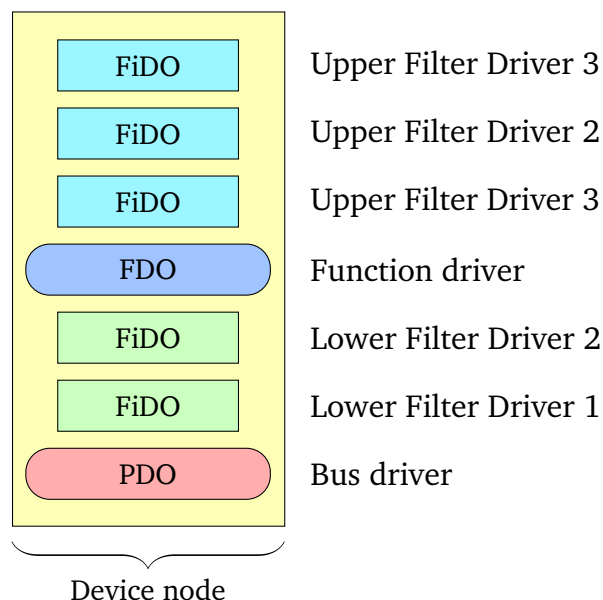 FiDO Upper Filter Driver 3
FiDO Upper Filter Driver 2
FiDO Upper Filter Driver 3
FDO Function driver
FiDO Lower Filter Driver 2
FiDO Lower Filter Driver 1
PDO Bus driver
Device node